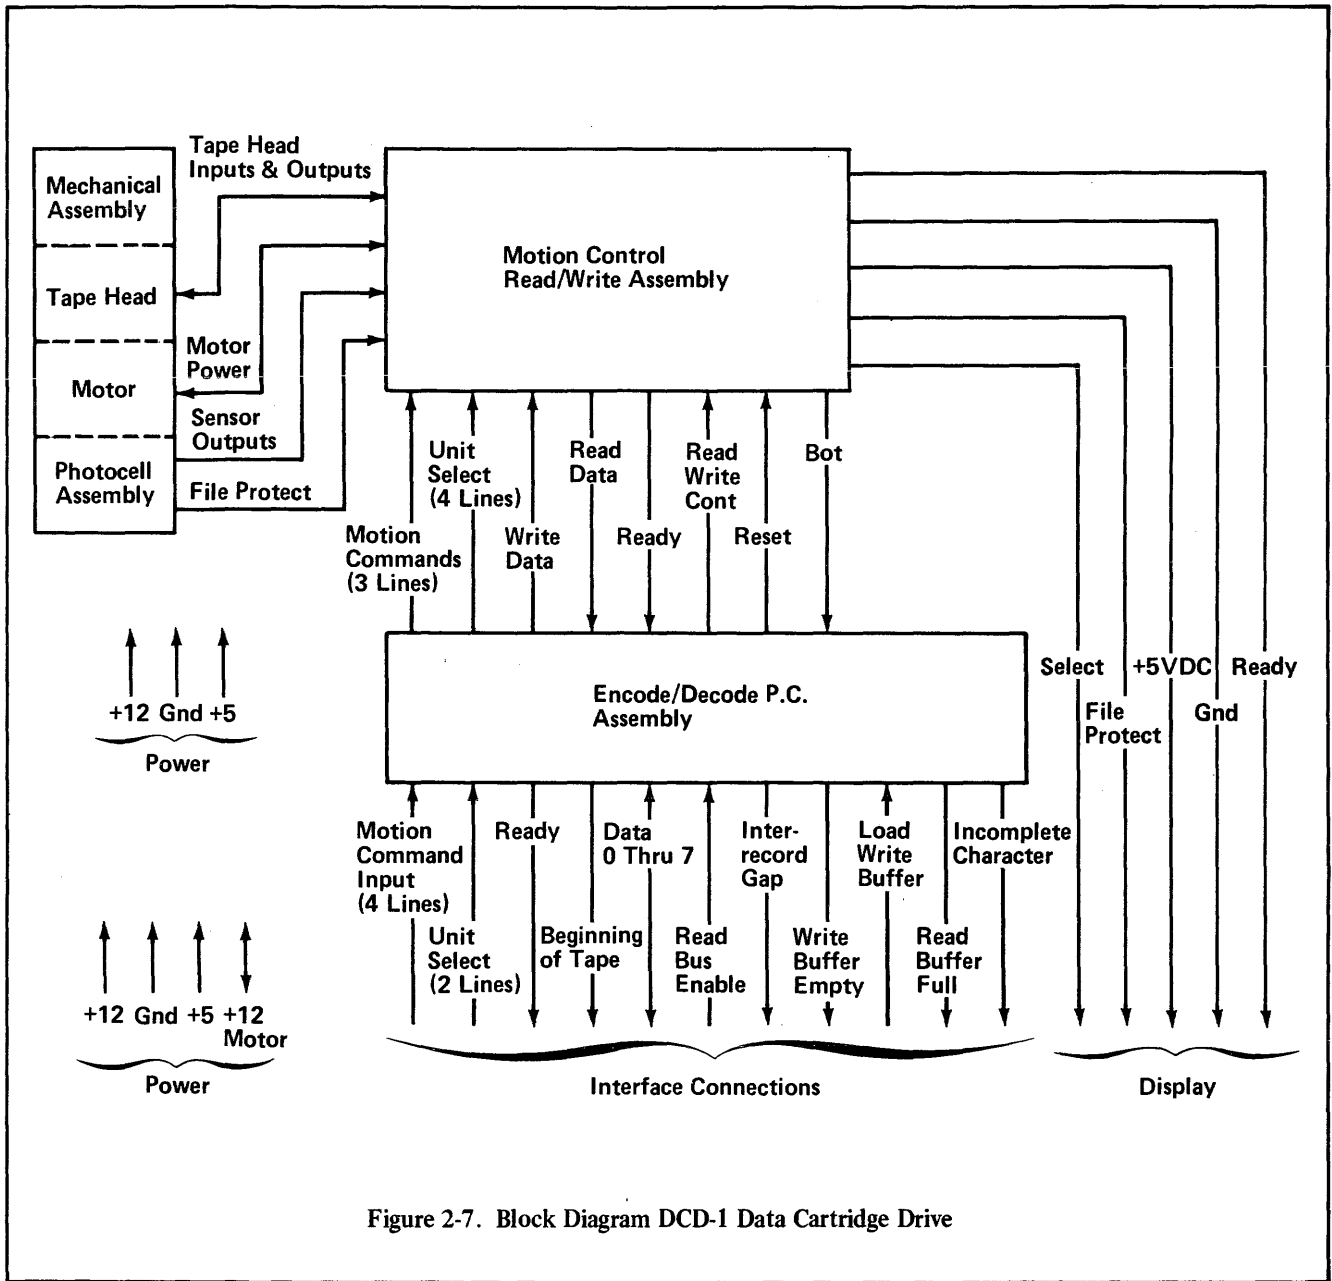 Tape Head
Inputs & Outputs
Mechanical
Assembly
Tape Head
Motor
Photocell
Assembly
Motor
Power
Sensor
Outputs
File Protect
Motion Control
Read/Write Assembly
Motion
Commands
(3 Lines)
Unit
Select
(4 Lines)
Write
Data
Read
Data
Ready
Read
Write
Cont
Reset
Bot
Encode/Decode P.C.
Assembly
Select
File
Protect
+5VDC
Gnd
Ready
+12 Gnd +5
Power
Motion
Command
Input
(4 Lines)
Unit
Select
(2 Lines)
Ready
Beginning
of Tape
Data
0 Thru 7
Read
Bus
Enable
Inter-
record
Gap
Write
Buffer
Empty
Load
Write
Buffer
Read
Buffer
Full
Incomplete
Character
+12 Gnd +5 +12
Motor
Power
Interface Connections
Display
Figure 2-7. Block Diagram DCD-1 Data Cartridge Drive